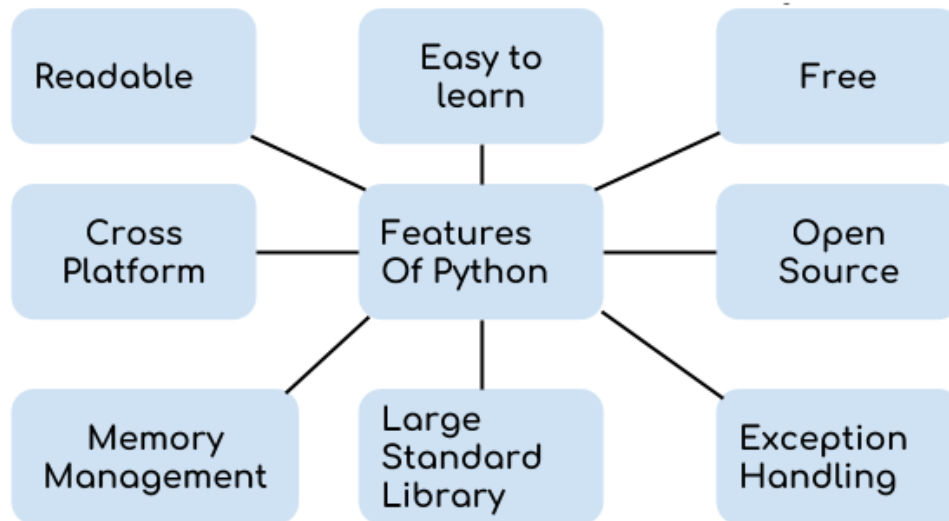 Readable
Easy to
learn
Free
Cross
Platform
Features
Of Python
Open
Source
Memory
Management
Large
Standard
Library
Exception
Handling